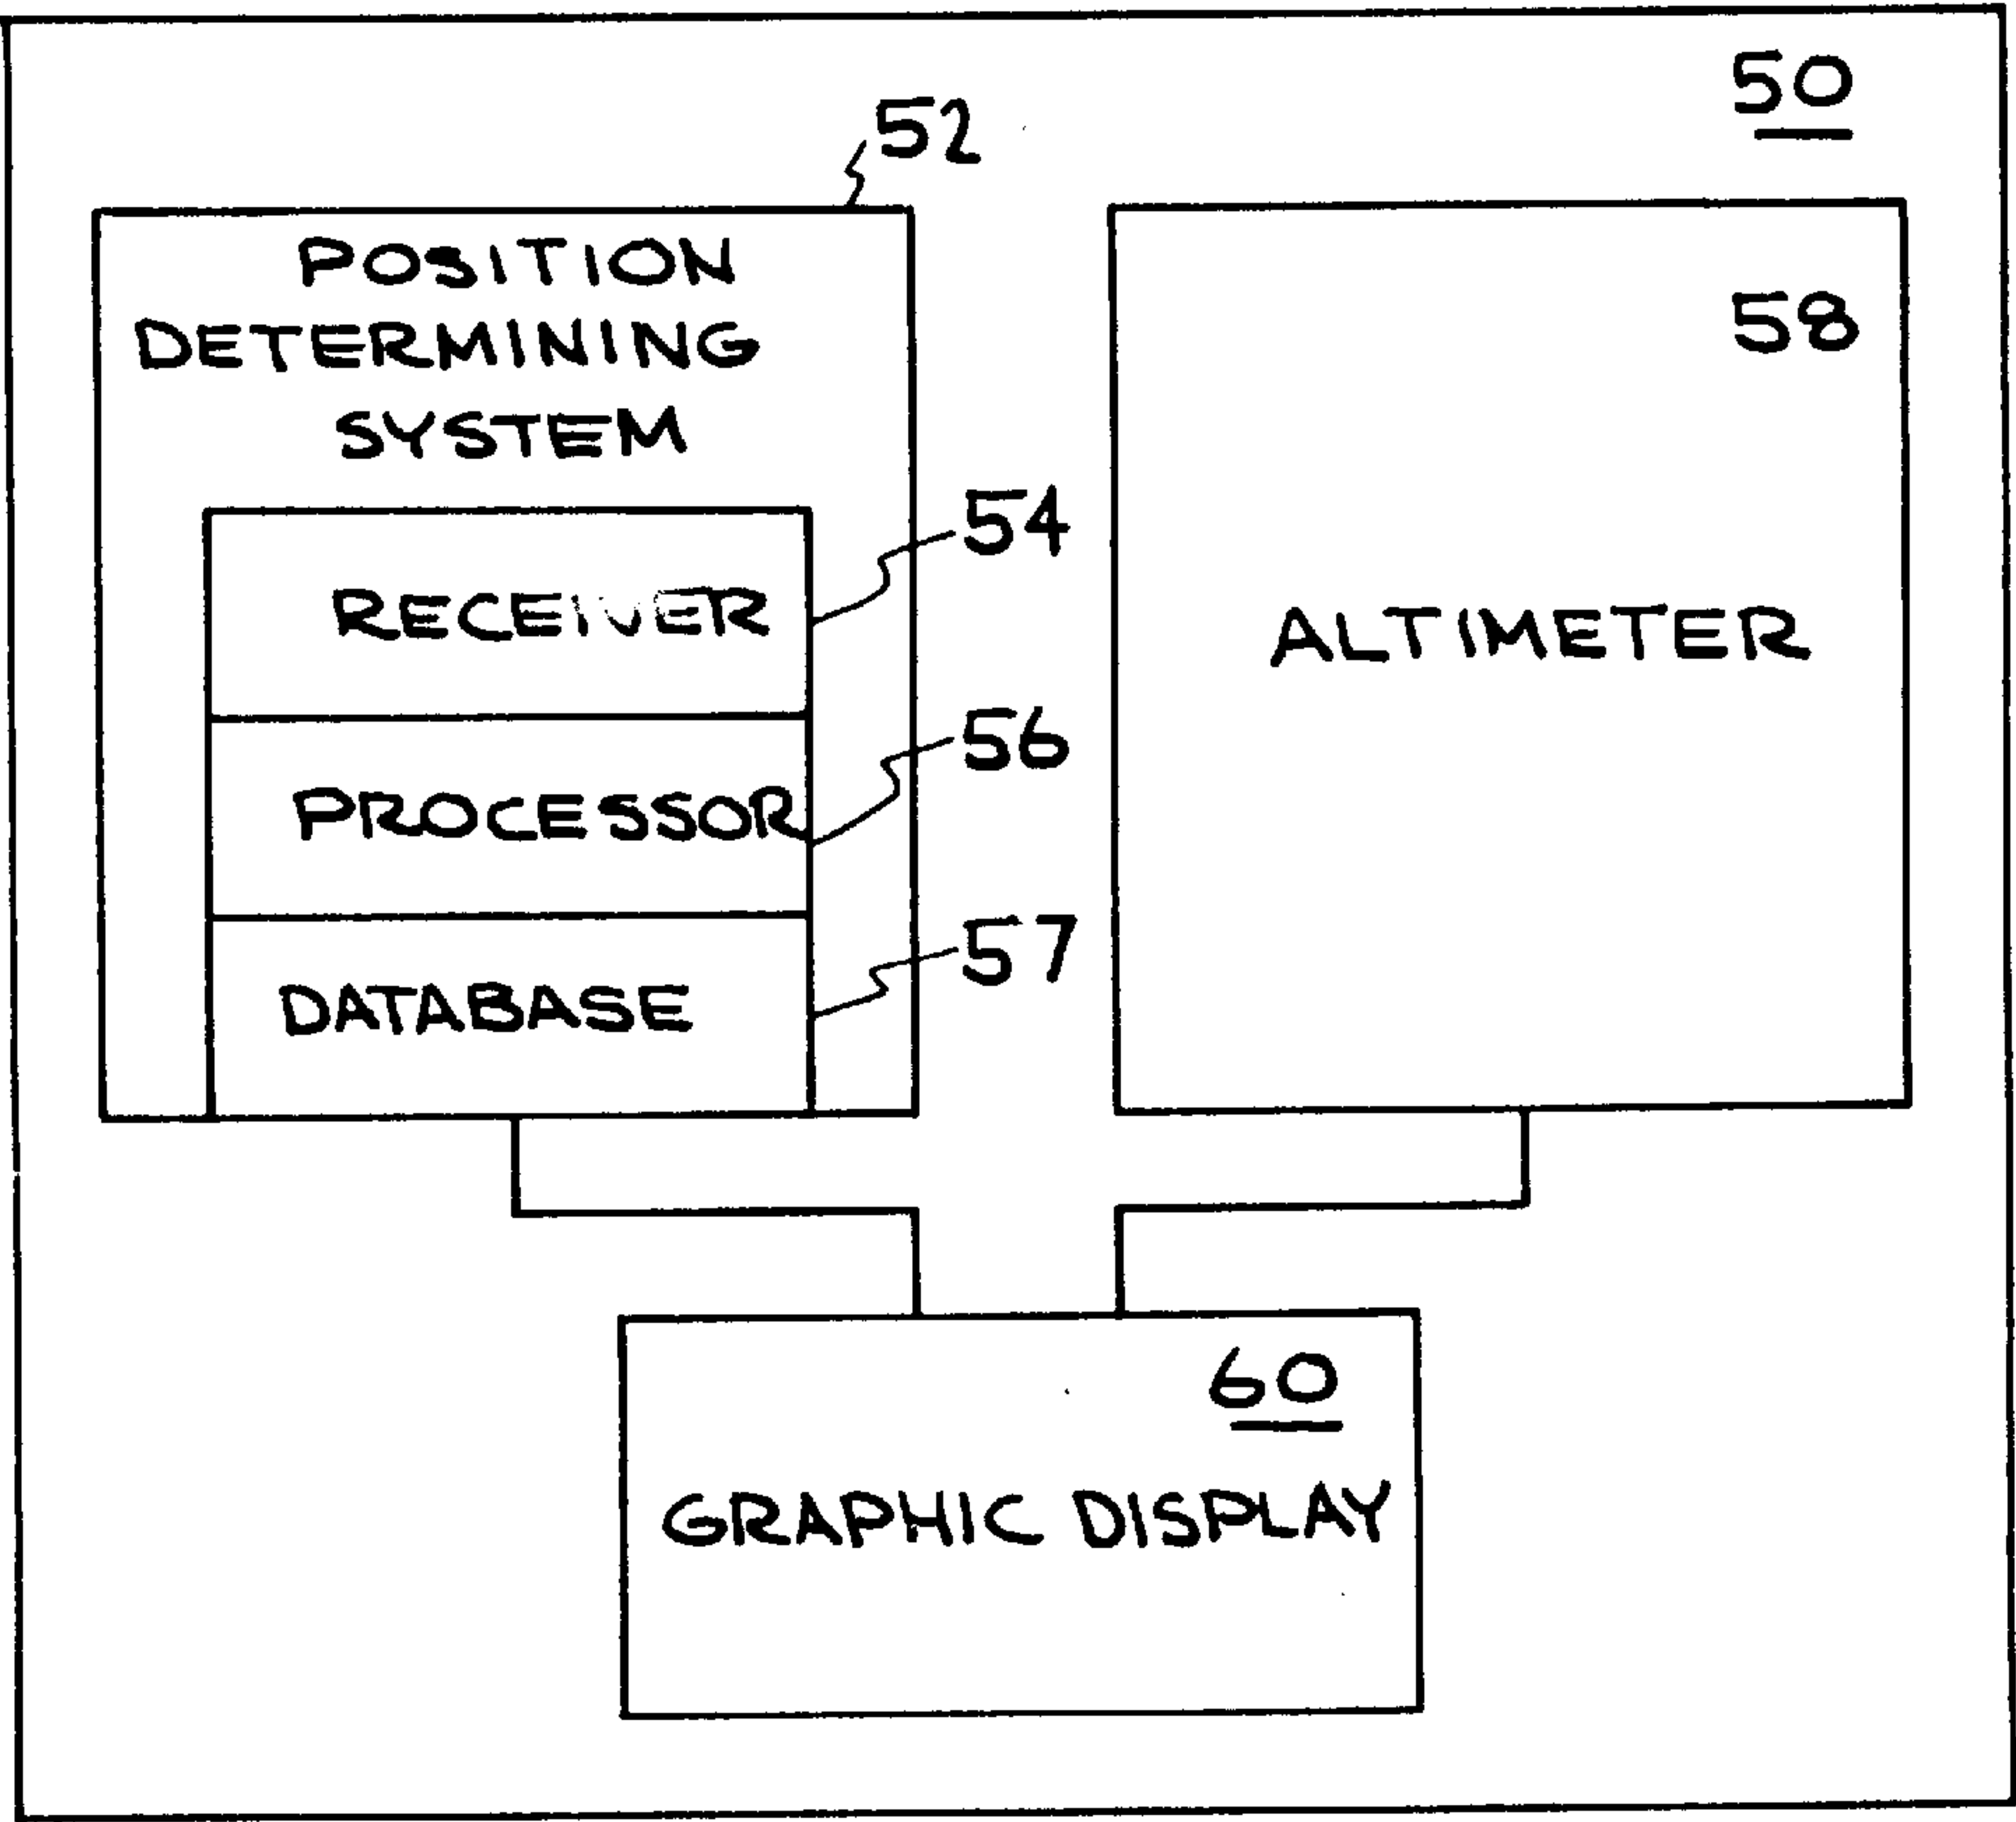 50
52
POSITION
DETERMINING
SYSTEM
54
RECEIVER
56
PROCESSOR
57
DATABASE
58
ALTIMETER
60
GRAPHIC DISPLAY